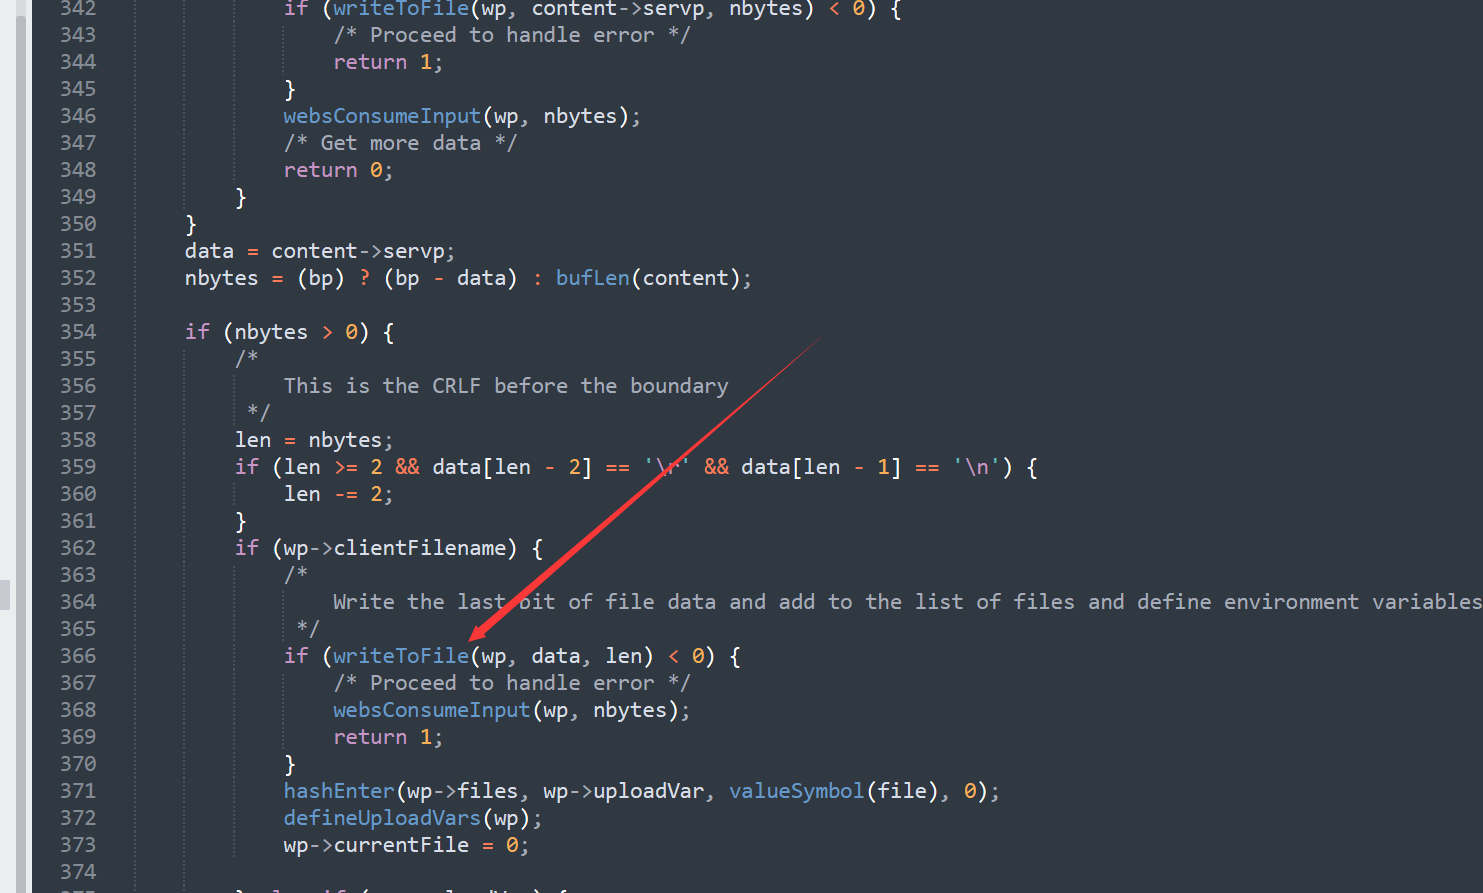 342 if (writeToFile(wp, content->servp, nbytes) < 0) {
343 /* Proceed to handle error */
344 return 1;
345 }
346 websConsumeInput(wp, nbytes);
347 /* Get more data */
348 return 0;
349 }
350 }
351 data = content->servp;
352 nbytes = (bp) ? (bp - data) : bufLen(content);
353
354 if (nbytes > 0) {
355 /*
356 This is the CRLF before the boundary
357 */
358 len = nbytes;
359 if (len >= 2 && data[len - 2] == '\r' && data[len - 1] == '\n') {
360 len -= 2;
361 }
362 if (wp->clientFilename) {
363 /*
364 Write the last bit of file data and add to the list of files and define environment variables
365 */
366 if (writeToFile(wp, data, len) < 0) {
367 /* Proceed to handle error */
368 websConsumeInput(wp, nbytes);
369 return 1;
370 }
371 hashEnter(wp->files, wp->uploadVar, valueSymbol(file), 0);
372 defineUploadVars(wp);
373 wp->currentFile = 0;
374